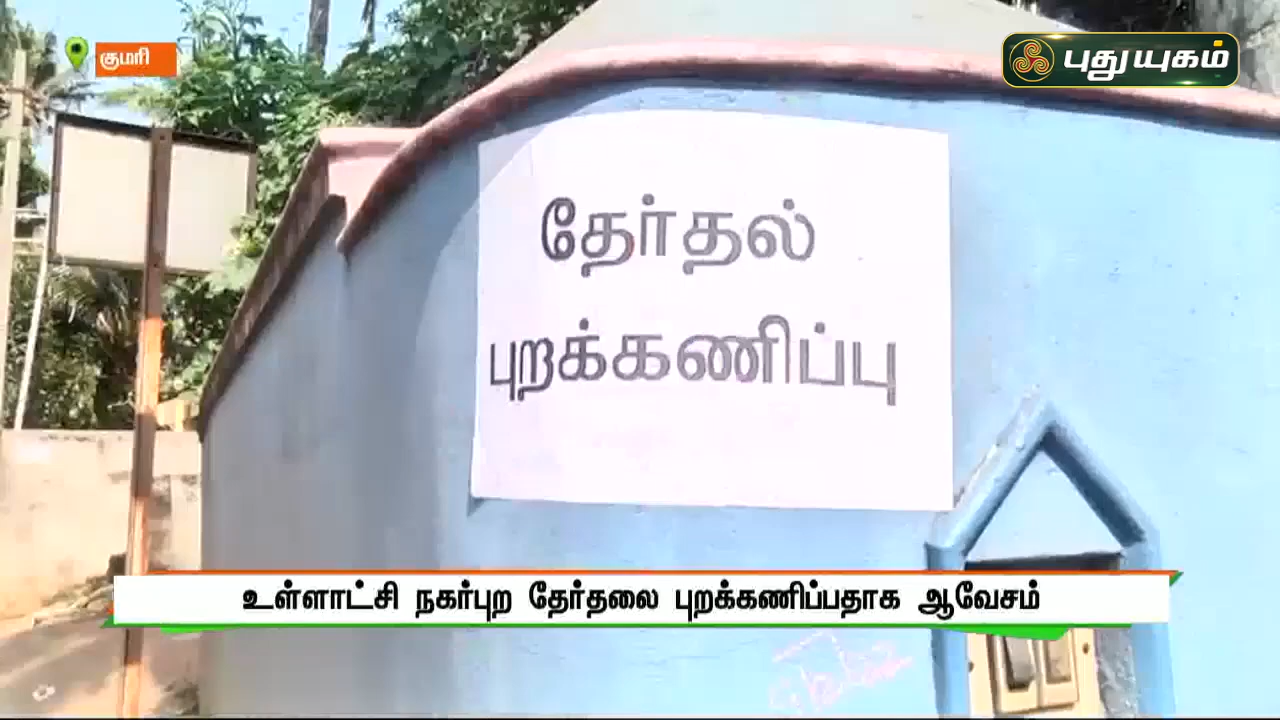 குமரி
புதுயுகம்
தேர்தல்
புறக்கணிப்பு
உள்ளாட்சி நகர்புற தேர்தலை புறக்கணிப்பதாக ஆவேசம்